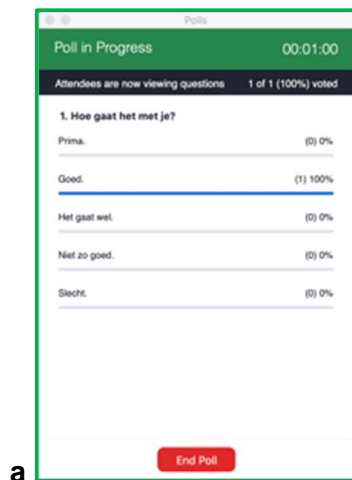 Polls
Poll in Progress 00:01:00
Attendees are now viewing questions 1 of 1 (100%) voted
1. Hoe gaat het met je?
Prima. (0) 0%
Goed. (1) 100%
Het gaat wel. (0) 0%
Niet zo goed. (0) 0%
Slecht. (0) 0%
End Poll
a